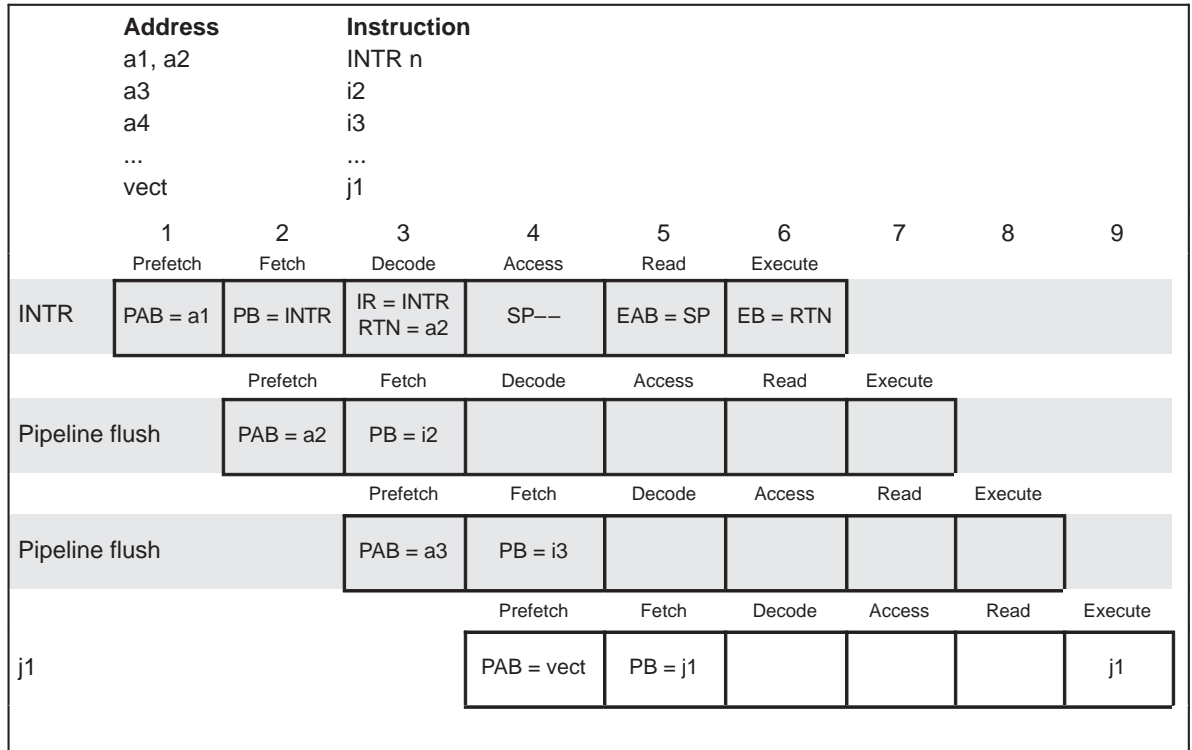 Address Instruction
a1, a2 INTR n
a3 i2
a4 i3
... ...
vect j1
1 2 3 4 5 6 7 8 9
Prefetch Fetch Decode Access Read Execute
INTR PAB = a1 PB = INTR IR = INTR RTN = a2 SP−− EAB = SP EB = RTN
Prefetch Fetch Decode Access Read Execute
Pipeline flush PAB = a2 PB = i2
Prefetch Fetch Decode Access Read Execute
Pipeline flush PAB = a3 PB = i3
Prefetch Fetch Decode Access Read Execute
j1 PAB = vect PB = j1 j1